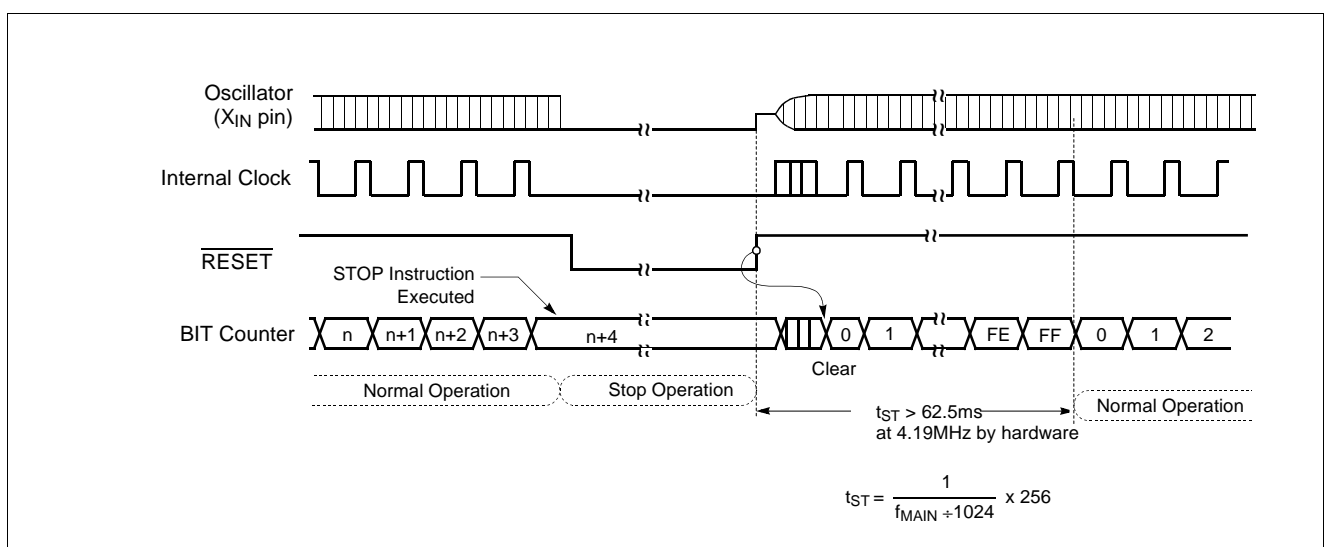 Oscillator
(XIN pin)
Internal Clock
RESET
STOP Instruction
Executed
BIT Counter
n n+1 n+2 n+3 n+4 0 1 FE FF 0 1 2
Clear
Normal Operation Stop Operation Normal Operation
tST > 62.5ms
at 4.19MHz by hardware
tST = 1 / fMAIN ÷1024 x 256